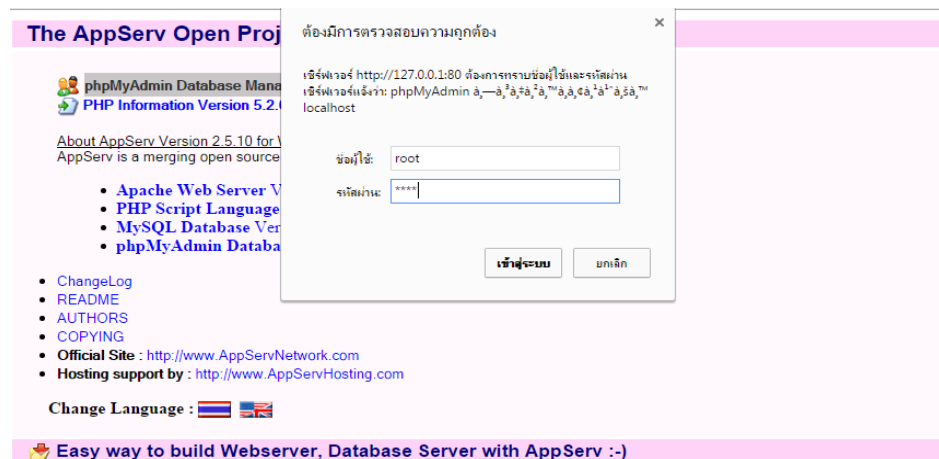 The AppServ Open Proj
phpMyAdmin Database Mana
PHP Information Version 5.2.
About AppServ Version 2.5.10 for
AppServ is a merging open source
• Apache Web Server V
• PHP Script Language
• MySQL Database Ver
• phpMyAdmin Databa
• ChangeLog
• README
• AUTHORS
• COPYING
• Official Site : http://www.AppServNetwork.com
• Hosting support by : http://www.AppServHosting.com
Change Language :
Easy way to build Webserver, Database Server with AppServ :-)
ต้องมีการตรวจสอบความถูกต้อง
×
เซิร์ฟเวอร์ http://127.0.0.1:80 ต้องการทราบชื่อผู้ใช้และรหัสผ่าน
เซิร์ฟเวอร์แจ้งว่า: phpMyAdmin
localhost
ชื่อผู้ใช้: root
รหัสผ่าน: ****
เข้าสู่ระบบ ยกเลิก